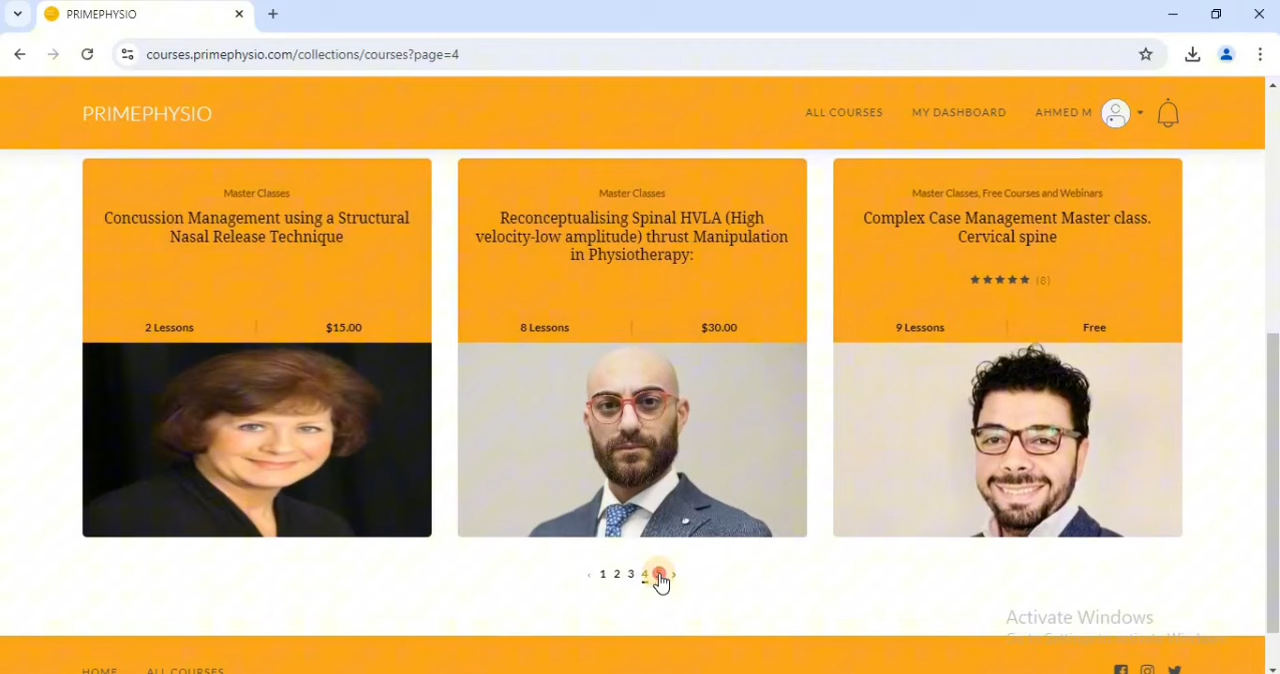 PRIMEPHYSIO
courses.primephysio.com/collections/courses?page=4
PRIMEPHYSIO
ALL COURSES
MY DASHBOARD
AHMED M
Master Classes
Concussion Management using a Structural
Nasal Release Technique
2 Lessons
$15.00
Master Classes
Reconceptualising Spinal HVLA (High
velocity-low amplitude) thrust Manipulation
in Physiotherapy:
8 Lessons
$30.00
Master Classes, Free Courses and Webinars
Complex Case Management Master class.
Cervical spine
(8)
9 Lessons
Free
‹ 1 2 3 4 ›
Activate Windows
HOME
ALL COURSES